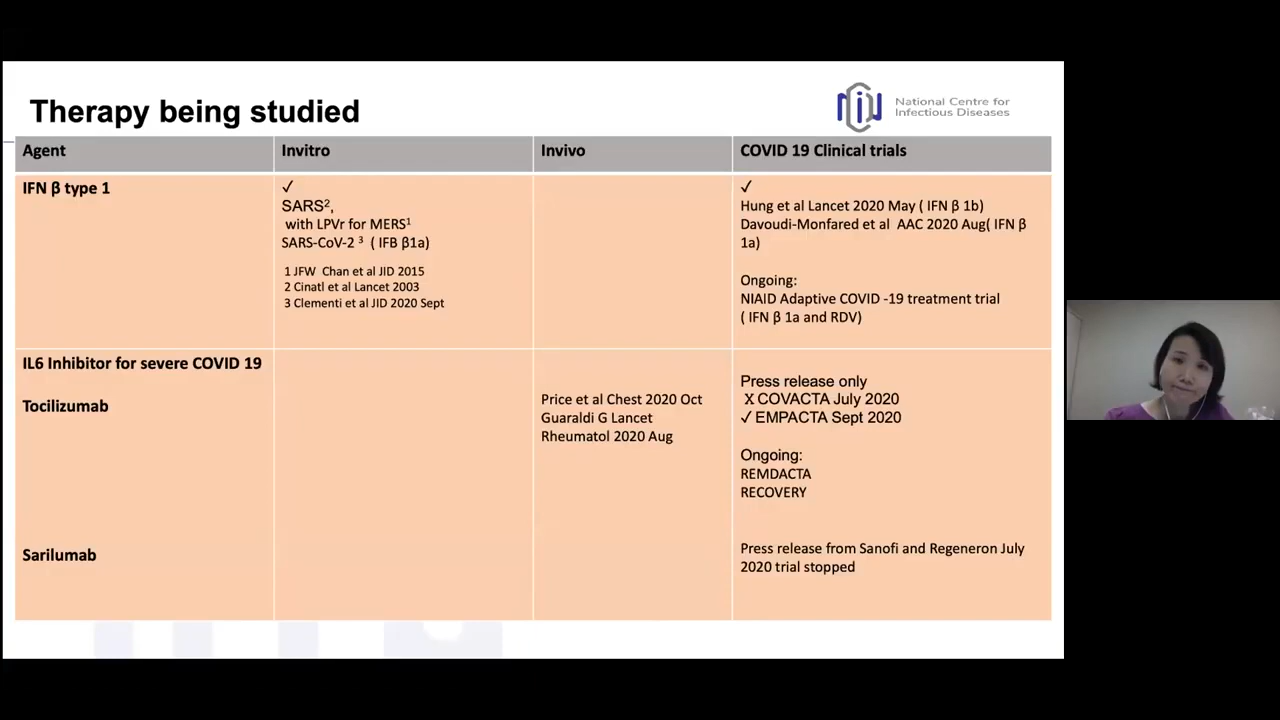 Therapy being studied
National Centre for
Infectious Diseases
Agent
Invitro
Invivo
COVID 19 Clinical trials
IFN β type 1
✓
SARS²,
with LPVr for MERS¹
SARS-CoV-2 ³ ( IFB β1a)
1 JFW Chan et al JID 2015
2 Cinatl et al Lancet 2003
3 Clementi et al JID 2020 Sept
✓
Hung et al Lancet 2020 May ( IFN β 1b)
Davoudi-Monfared et al AAC 2020 Aug( IFN β
1a)
Ongoing:
NIAID Adaptive COVID -19 treatment trial
( IFN β 1a and RDV)
IL6 Inhibitor for severe COVID 19
Tocilizumab
Price et al Chest 2020 Oct
Guaraldi G Lancet
Rheumatol 2020 Aug
Press release only
X COVACTA July 2020
✓ EMPACTA Sept 2020
Ongoing:
REMDACTA
RECOVERY
Sarilumab
Press release from Sanofi and Regeneron July
2020 trial stopped